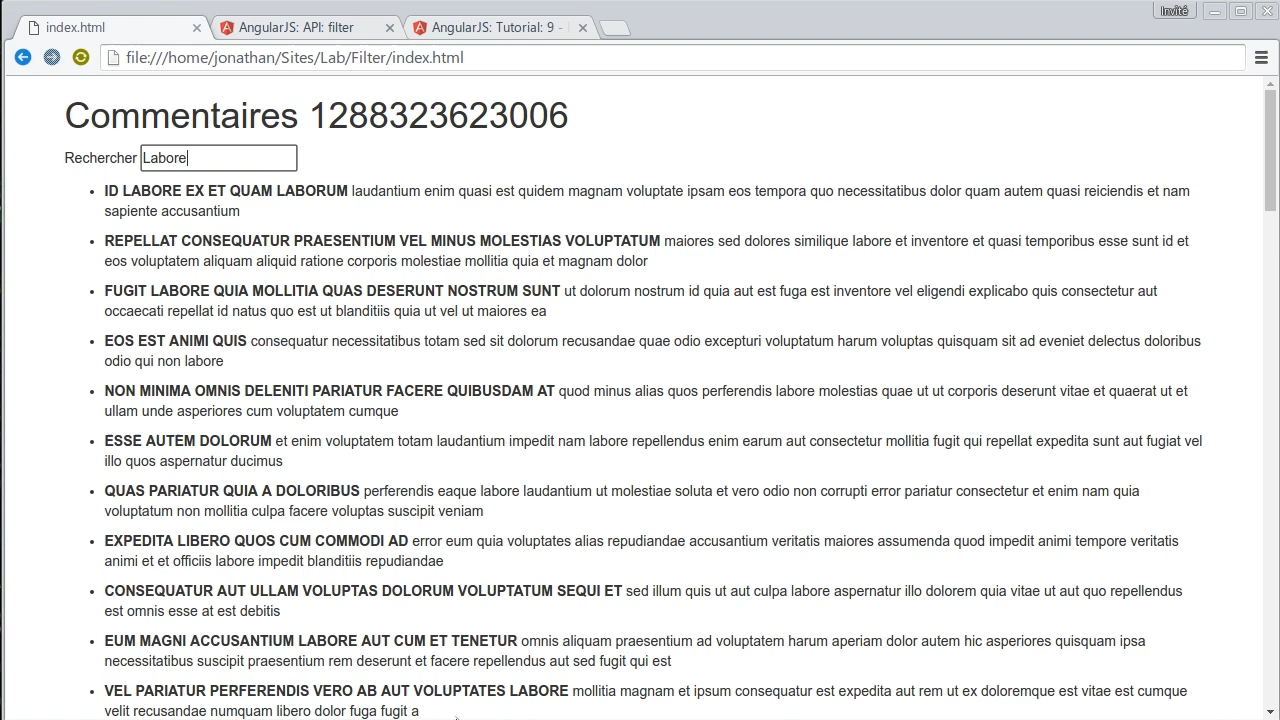 Invité
index.html
AngularJS: API: filter
AngularJS: Tutorial: 9 -
file:///home/jonathan/Sites/Lab/Filter/index.html
Commentaires 1288323623006
Rechercher Labore
• ID LABORE EX ET QUAM LABORUM laudantium enim quasi est quidem magnam voluptate ipsam eos tempora quo necessitatibus dolor quam autem quasi reiciendis et nam
sapiente accusantium
• REPELLAT CONSEQUATUR PRAESENTIUM VEL MINUS MOLESTIAS VOLUPTATUM maiores sed dolores similique labore et inventore et quasi temporibus esse sunt id et
eos voluptatem aliquam aliquid ratione corporis molestiae mollitia quia et magnam dolor
• FUGIT LABORE QUIA MOLLITIA QUAS DESERUNT NOSTRUM SUNT ut dolorum nostrum id quia aut est fuga est inventore vel eligendi explicabo quis consectetur aut
occaecati repellat id natus quo est ut blanditiis quia ut vel ut maiores ea
• EOS EST ANIMI QUIS consequatur necessitatibus totam sed sit dolorum recusandae quae odio excepturi voluptatum harum voluptas quisquam sit ad eveniet delectus doloribus
odio qui non labore
• NON MINIMA OMNIS DELENITI PARIATUR FACERE QUIBUSDAM AT quod minus alias quos perferendis labore molestias quae ut ut corporis deserunt vitae et quaerat ut et
ullam unde asperiores cum voluptatem cumque
• ESSE AUTEM DOLORUM et enim voluptatem totam laudantium impedit nam labore repellendus enim earum aut consectetur mollitia fugit qui repellat expedita sunt aut fugiat vel
illo quos aspernatur ducimus
• QUAS PARIATUR QUIA A DOLORIBUS perferendis eaque labore laudantium ut molestiae soluta et vero odio non corrupti error pariatur consectetur et enim nam quia
voluptatum non mollitia culpa facere voluptas suscipit veniam
• EXPEDITA LIBERO QUOS CUM COMMODI AD error eum quia voluptates alias repudiandae accusantium veritatis maiores assumenda quod impedit animi tempore veritatis
animi et et officiis labore impedit blanditiis repudiandae
• CONSEQUATUR AUT ULLAM VOLUPTAS DOLORUM VOLUPTATUM SEQUI ET sed illum quis ut aut culpa labore aspernatur illo dolorem quia vitae ut aut quo repellendus
est omnis esse at est debitis
• EUM MAGNI ACCUSANTIUM LABORE AUT CUM ET TENETUR omnis aliquam praesentium ad voluptatem harum aperiam dolor autem hic asperiores quisquam ipsa
necessitatibus suscipit praesentium rem deserunt et facere repellendus aut sed fugit qui est
• VEL PARIATUR PERFERENDIS VERO AB AUT VOLUPTATES LABORE mollitia magnam et ipsum consequatur est expedita aut rem ut ex doloremque est vitae est cumque
velit recusandae numquam libero dolor fuga fugit a